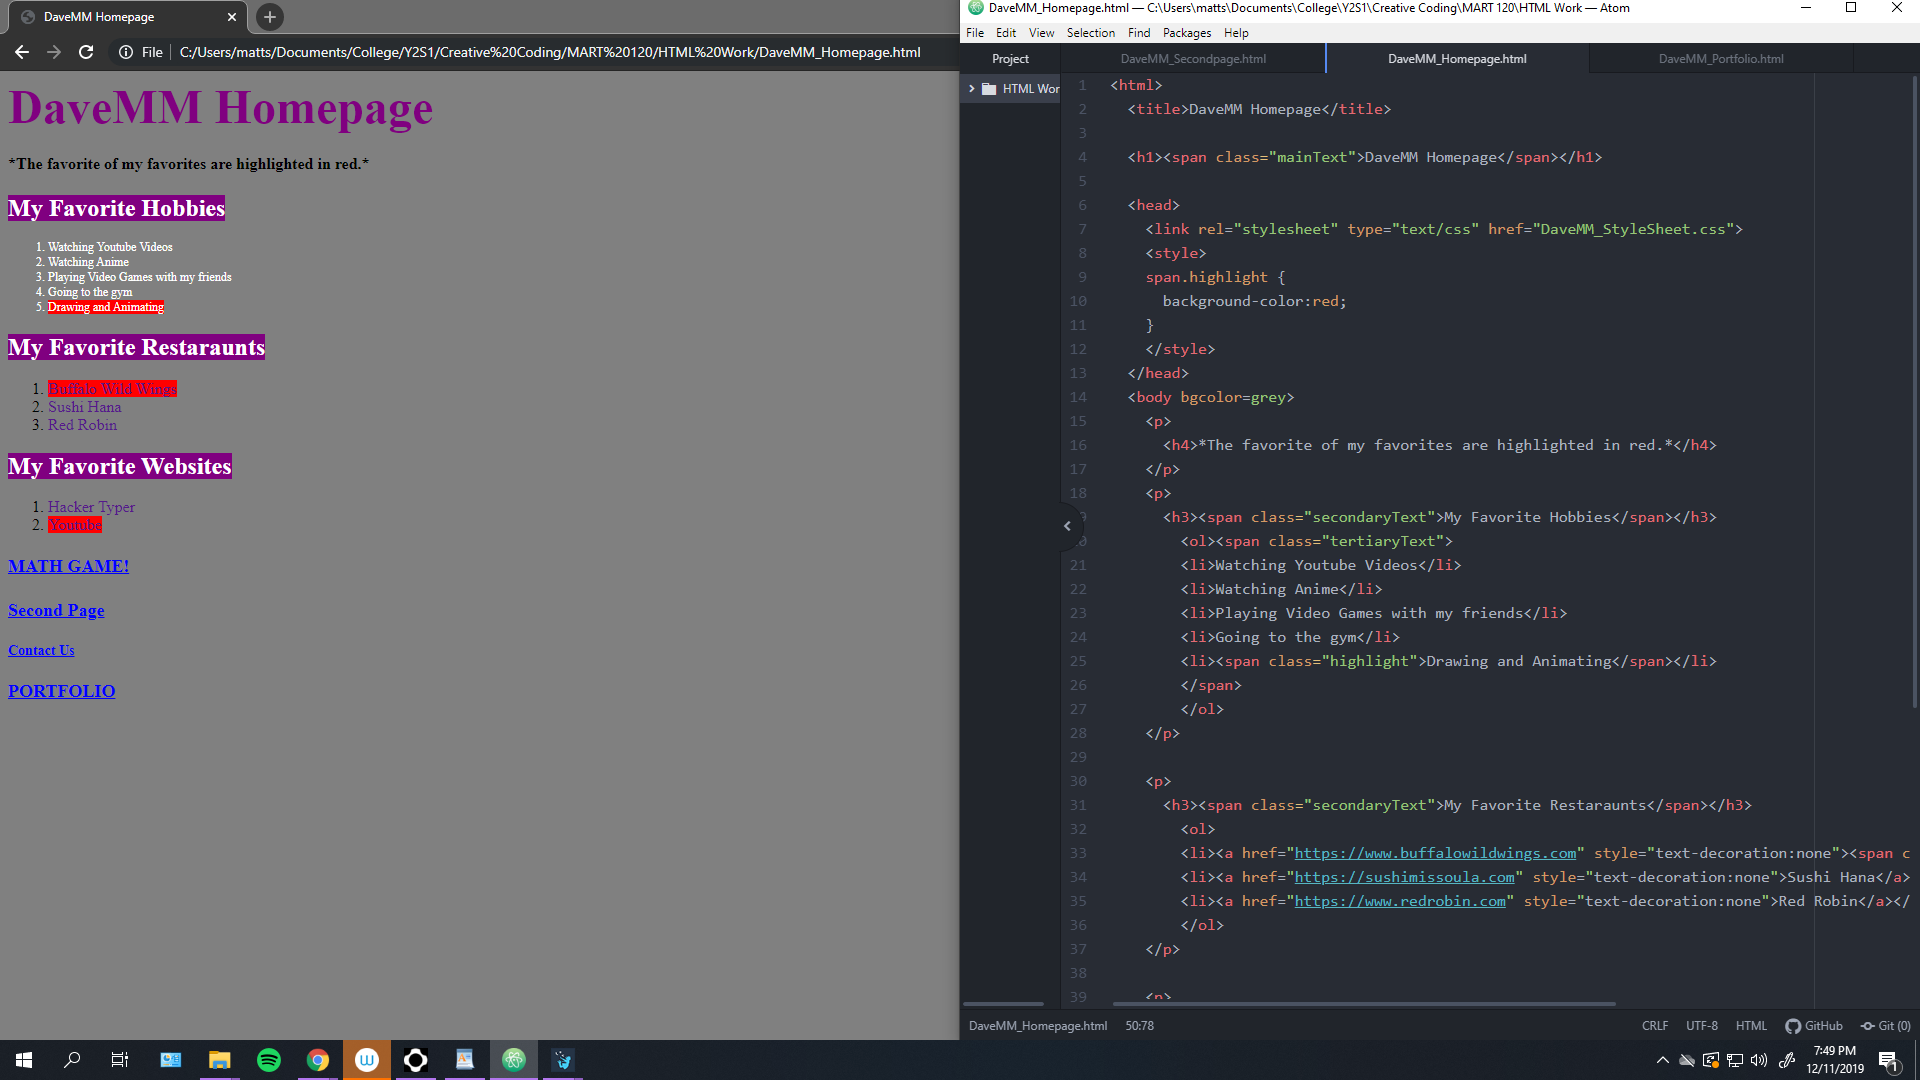 DaveMM Homepage
File
C:/Users/matts/Documents/College/Y2S1/Creative%20Coding/MART%20120/HTML%20Work/DaveMM_Homepage.html
DaveMM Homepage
*The favorite of my favorites are highlighted in red.*
My Favorite Hobbies
1. Watching Youtube Videos
2. Watching Anime
3. Playing Video Games with my friends
4. Going to the gym
5. Drawing and Animating
My Favorite Restaraunts
1. Buffalo Wild Wings
2. Sushi Hana
3. Red Robin
My Favorite Websites
1. Hacker Typer
2. Youtube
MATH GAME!
Second Page
Contact Us
PORTFOLIO
DaveMM_Homepage.html — C:\Users\matts\Documents\College\Y2S1\Creative Coding\MART 120\HTML Work — Atom
File Edit View Selection Find Packages Help
Project
DaveMM_Secondpage.html
DaveMM_Homepage.html
DaveMM_Portfolio.html
HTML Wor
1 <html>
2 <title>DaveMM Homepage</title>
3
4 <h1><span class="mainText">DaveMM Homepage</span></h1>
5
6 <head>
7 <link rel="stylesheet" type="text/css" href="DaveMM_StyleSheet.css">
8 <style>
9 span.highlight {
10 background-color:red;
11 }
12 </style>
13 </head>
14 <body bgcolor=grey>
15 <p>
16 <h4>*The favorite of my favorites are highlighted in red.*</h4>
17 </p>
18 <p>
9 <h3><span class="secondaryText">My Favorite Hobbies</span></h3>
0 <ol><span class="tertiaryText">
21 <li>Watching Youtube Videos</li>
22 <li>Watching Anime</li>
23 <li>Playing Video Games with my friends</li>
24 <li>Going to the gym</li>
25 <li><span class="highlight">Drawing and Animating</span></li>
26 </span>
27 </ol>
28 </p>
29
30 <p>
31 <h3><span class="secondaryText">My Favorite Restaraunts</span></h3>
32 <ol>
33 <li><a href="https://www.buffalowildwings.com" style="text-decoration:none"><span c
34 <li><a href="https://sushimissoula.com" style="text-decoration:none">Sushi Hana</a>
35 <li><a href="https://www.redrobin.com" style="text-decoration:none">Red Robin</a></
36 </ol>
37 </p>
38
39 <p>
DaveMM_Homepage.html 50:78
CRLF UTF-8 HTML GitHub Git (0)
7:49 PM
12/11/2019
1